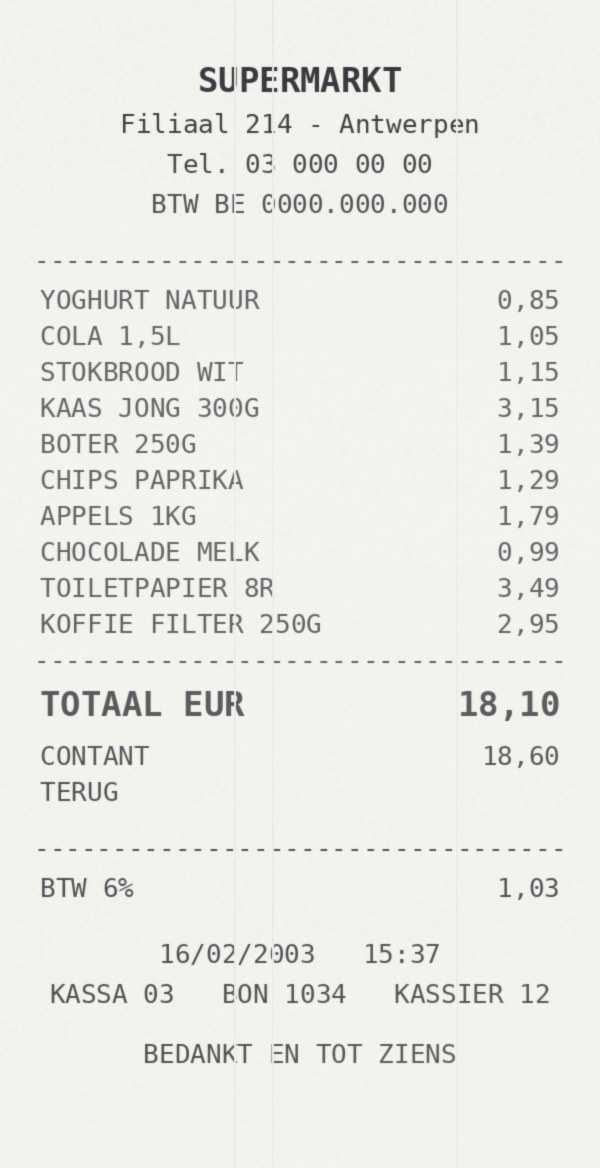 SUPERMARKT
Filiaal 214 - Antwerpen
Tel. 03 000 00 00
BTW BE 0000.000.000
----------------------------------
YOGHURT NATUUR 0,85
COLA 1,5L 1,05
STOKBROOD WIT 1,15
KAAS JONG 300G 3,15
BOTER 250G 1,39
CHIPS PAPRIKA 1,29
APPELS 1KG 1,79
CHOCOLADE MELK 0,99
TOILETPAPIER 8R 3,49
KOFFIE FILTER 250G 2,95
----------------------------------
TOTAAL EUR 18,10
CONTANT 18,60
TERUG
----------------------------------
BTW 6% 1,03
16/02/2003 15:37
KASSA 03 BON 1034 KASSIER 12
BEDANKT EN TOT ZIENS